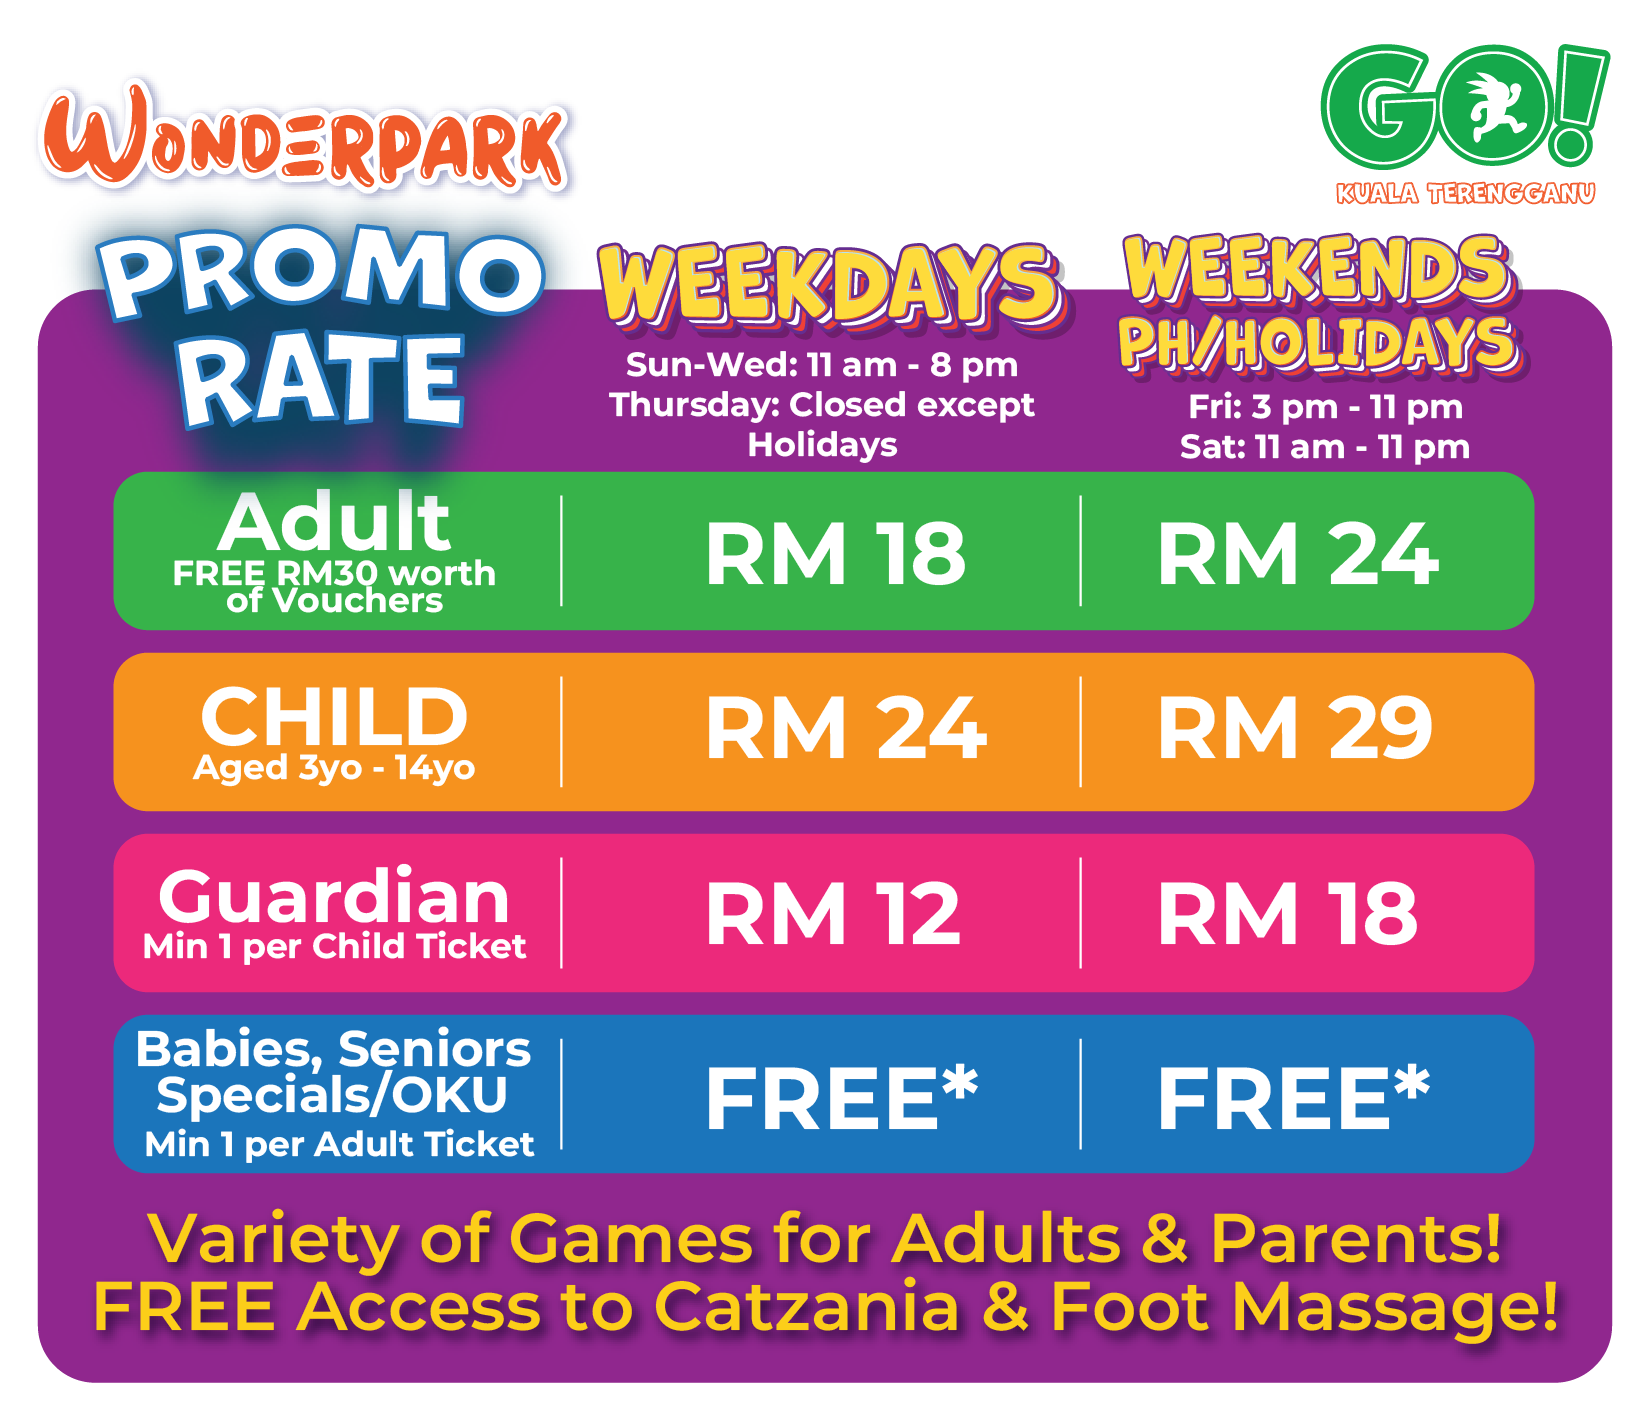 WONDERPARK
GO!
KUALA TERENGGANU
PROMO
RATE
WEEKDAYS
Sun-Wed: 11 am - 8 pm
Thursday: Closed except
Holidays
WEEKENDS
PH/HOLIDAYS
Fri: 3 pm - 11 pm
Sat: 11 am - 11 pm
Adult
FREE RM30 worth
of Vouchers
RM 18
RM 24
CHILD
Aged 3yo - 14yo
RM 24
RM 29
Guardian
Min 1 per Child Ticket
RM 12
RM 18
Babies, Seniors
Specials/OKU
Min 1 per Adult Ticket
FREE*
FREE*
Variety of Games for Adults & Parents!
FREE Access to Catzania & Foot Massage!